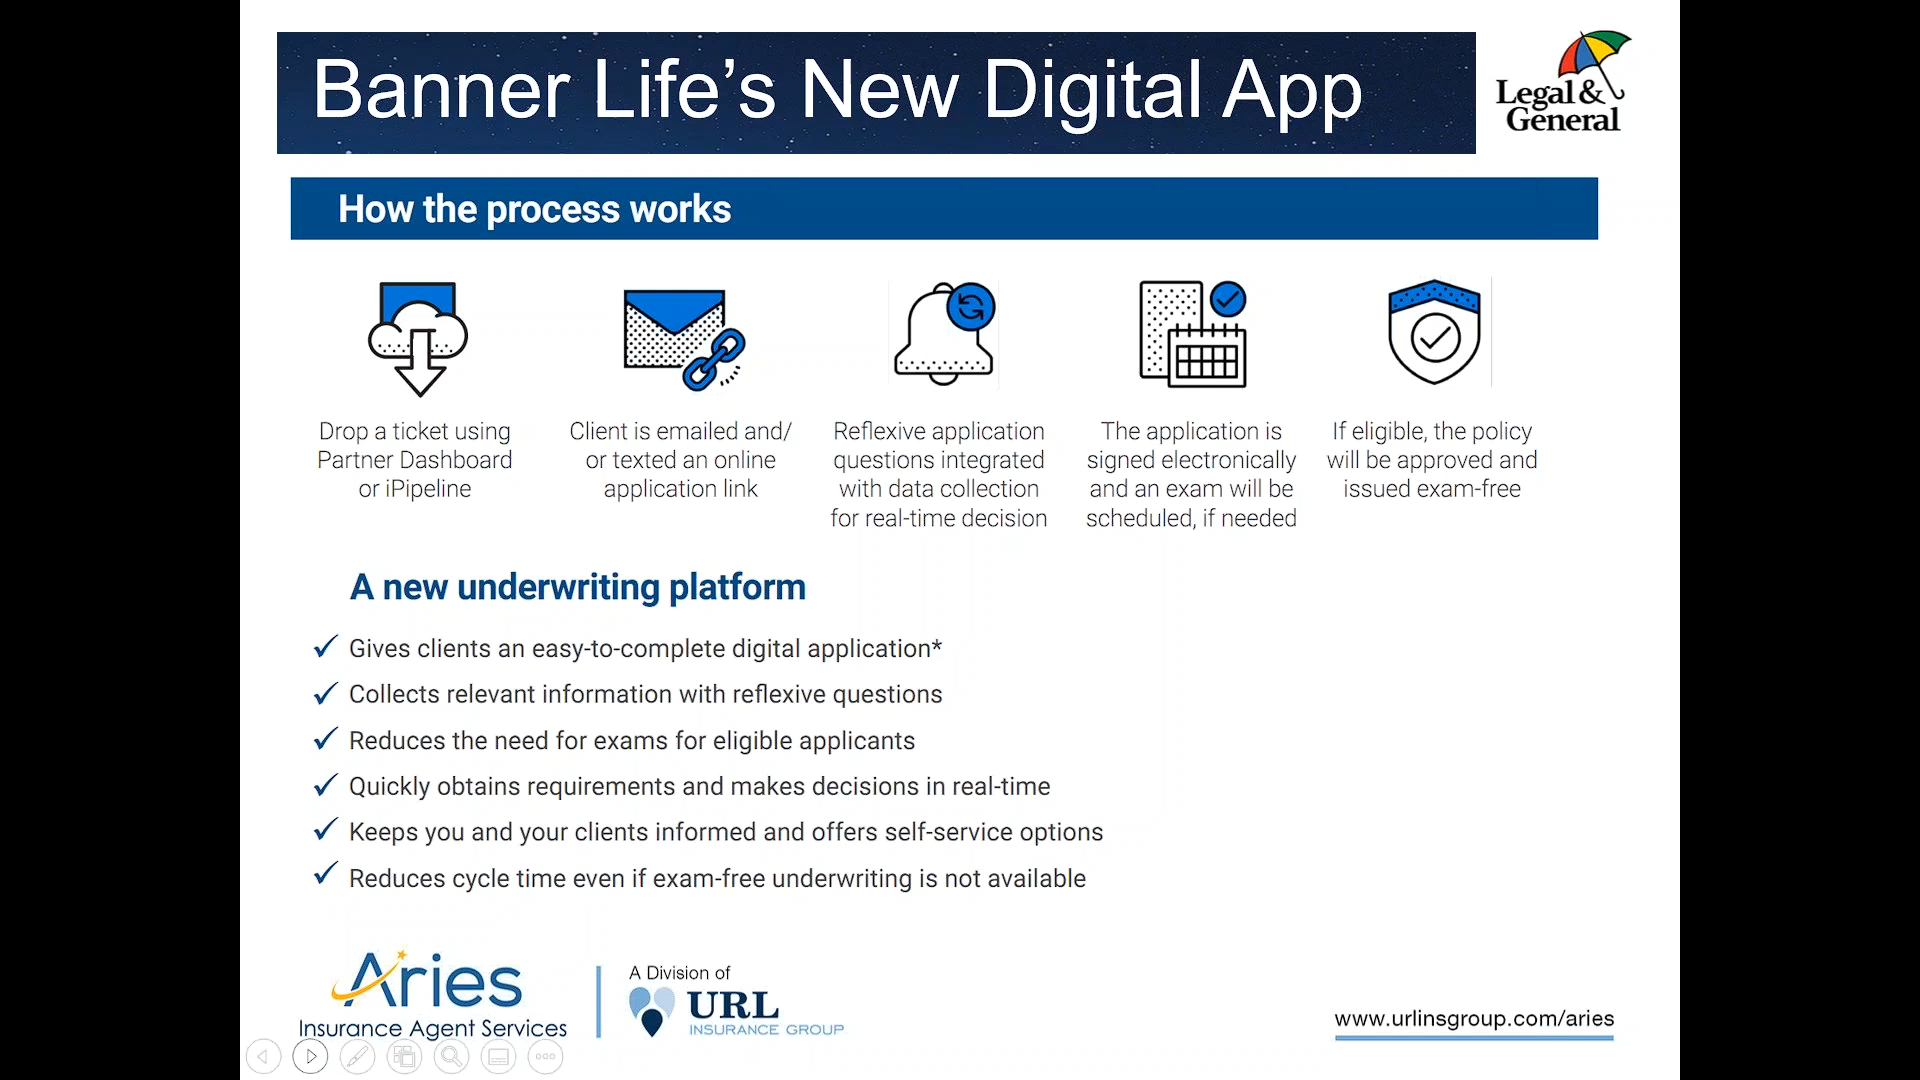 Banner Life’s New Digital App
Legal &
General
How the process works
Drop a ticket using
Partner Dashboard
or iPipeline
Client is emailed and/
or texted an online
application link
Reflexive application
questions integrated
with data collection
for real-time decision
The application is
signed electronically
and an exam will be
scheduled, if needed
If eligible, the policy
will be approved and
issued exam-free
A new underwriting platform
Gives clients an easy-to-complete digital application*
Collects relevant information with reflexive questions
Reduces the need for exams for eligible applicants
Quickly obtains requirements and makes decisions in real-time
Keeps you and your clients informed and offers self-service options
Reduces cycle time even if exam-free underwriting is not available
Aries
Insurance Agent Services
A Division of
URL
INSURANCE GROUP
www.urlinsgroup.com/aries